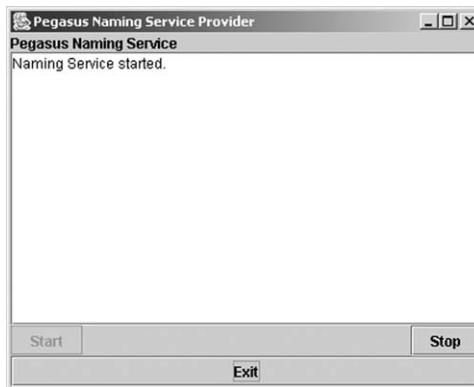 Pegasus Naming Service Provider
Pegasus Naming Service
Naming Service started.
Start
Stop
Exit